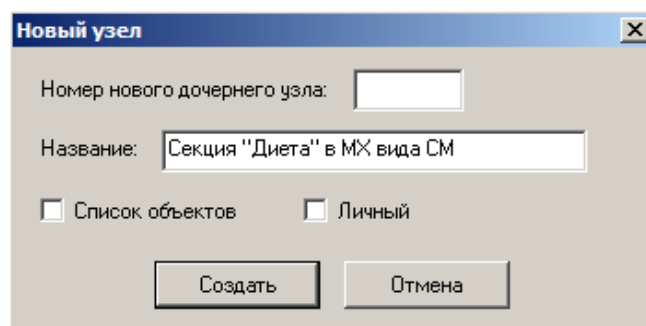 Новый узел
Номер нового дочернего узла:
Название: Секция "Диета" в МХ вида СМ
Список объектов Личный
Создать Отмена